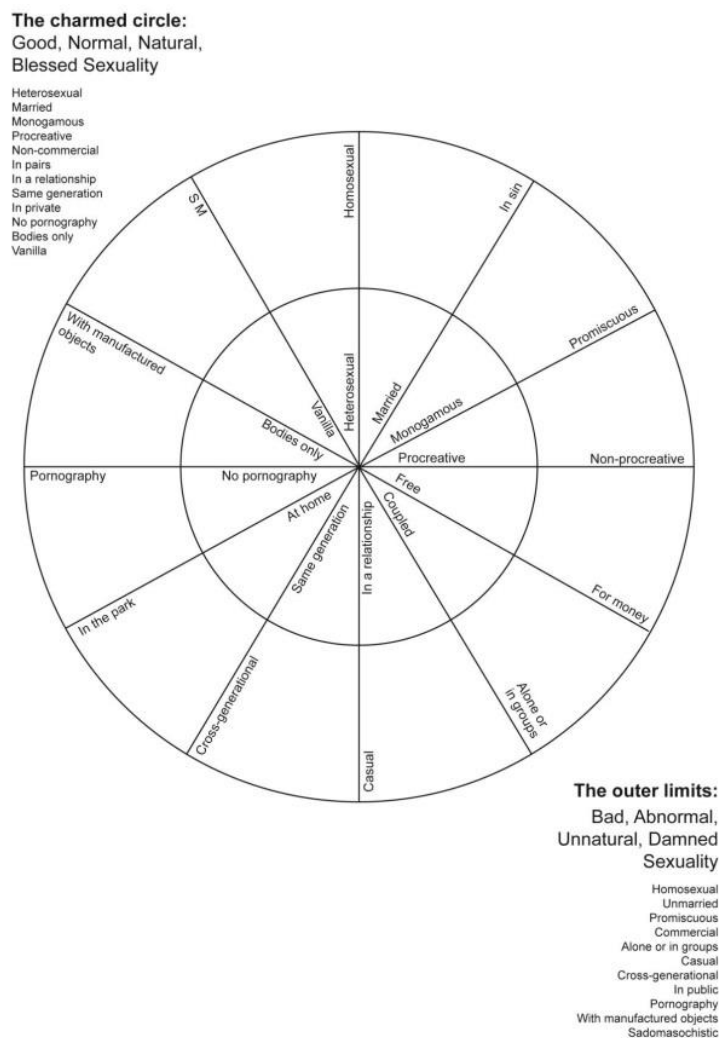 The charmed circle:
Good, Normal, Natural,
Blessed Sexuality
Heterosexual
Married
Monogamous
Procreative
Non-commercial
In pairs
In a relationship
Same generation
In private
No pornography
Bodies only
Vanilla
Homosexual
In sin
Promiscuous
Non-procreative
For money
Alone or
in groups
Casual
Cross-generational
In the park
Pornography
With manufactured
objects
S M
Heterosexual
Married
Monogamous
Procreative
Free
Coupled
In a relationship
Same generation
At home
No pornography
Bodies only
Vanilla
The outer limits:
Bad, Abnormal,
Unnatural, Damned
Sexuality
Homosexual
Unmarried
Promiscuous
Commercial
Alone or in groups
Casual
Cross-generational
In public
Pornography
With manufactured objects
Sadomasochistic